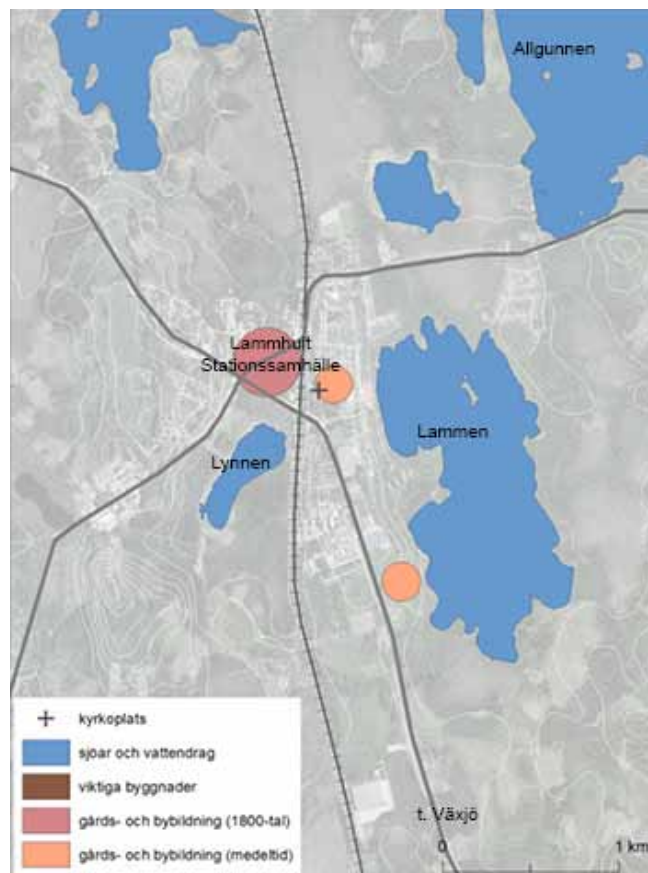 Allgunnen
Lammhult
Stationssamhälle
Lammen
Lynnen
kyrkoplats
sjöar och vattendrag
viktiga byggnader
gårds- och bybildning (1800-tal)
gårds- och bybildning (medeltid)
t. Växjö
0 1 km